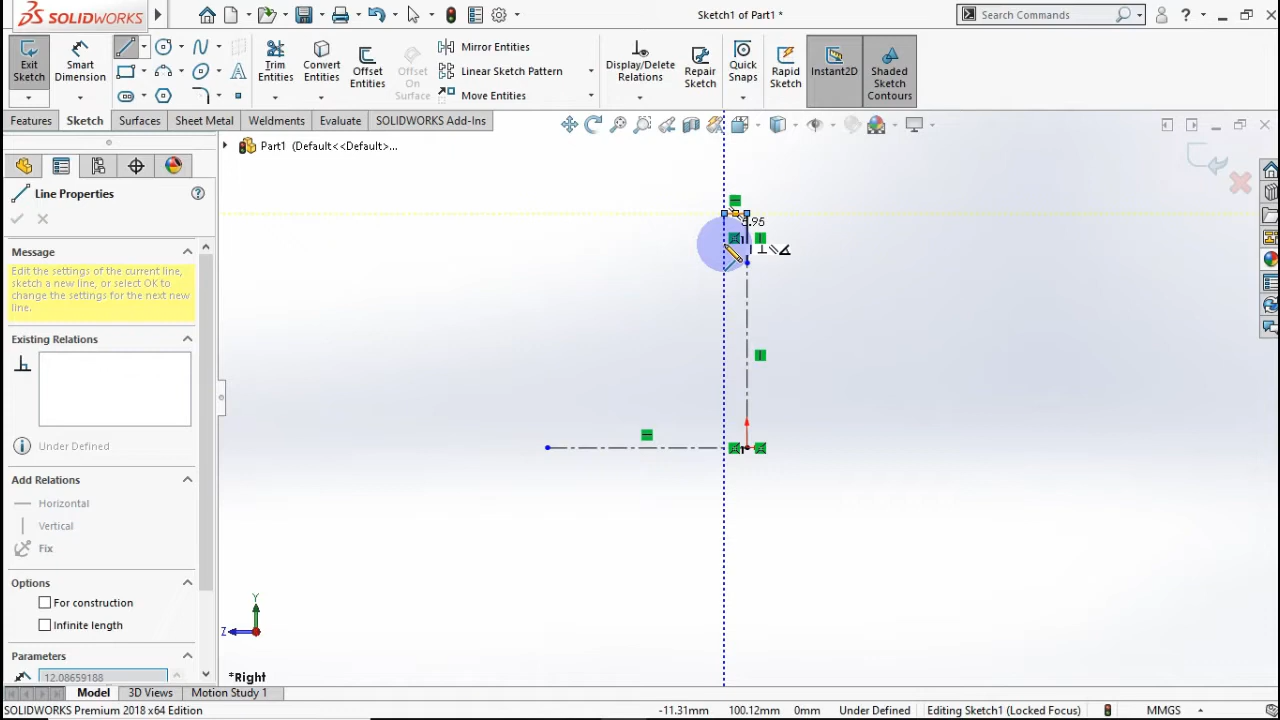 SOLIDWORKS
Sketch1 of Part1 *
Search Commands
?
Exit Sketch
Smart Dimension
Trim Entities
Convert Entities
Offset Entities
Offset On Surface
Mirror Entities
Linear Sketch Pattern
Move Entities
Display/Delete Relations
Repair Sketch
Quick Snaps
Rapid Sketch
Instant2D
Shaded Sketch Contours
Features
Sketch
Surfaces
Sheet Metal
Weldments
Evaluate
SOLIDWORKS Add-Ins
Part1 (Default<<Default>...
Line Properties
?
Message
Edit the settings of the current line,
sketch a new line, or select OK to
change the settings for the next new
line.
Existing Relations
Under Defined
Add Relations
Horizontal
Vertical
Fix
Options
For construction
Infinite length
Parameters
12.08659188
Y
Z
*Right
Model
3D Views
Motion Study 1
SOLIDWORKS Premium 2018 x64 Edition
-11.31mm
100.12mm
0mm
Under Defined
Editing Sketch1 (Locked Focus)
MMGS